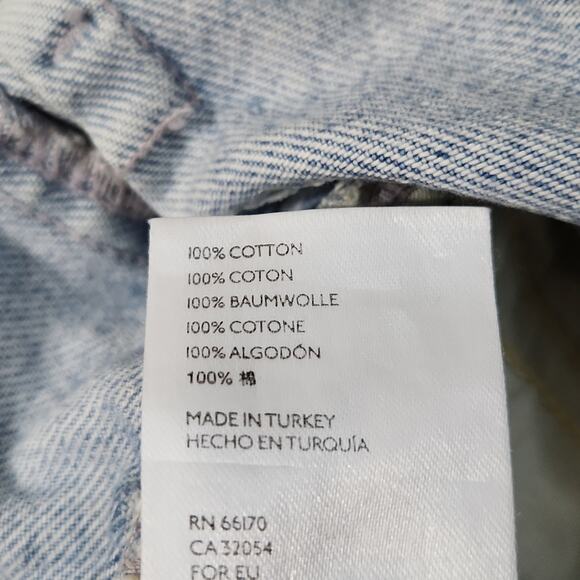 100% COTTON
100% COTON
100% BAUMWOLLE
100% COTONE
100% ALGODÓN
100% 棉
MADE IN TURKEY
HECHO EN TURQUÍA
RN 66170
CA 32054
FOR EU